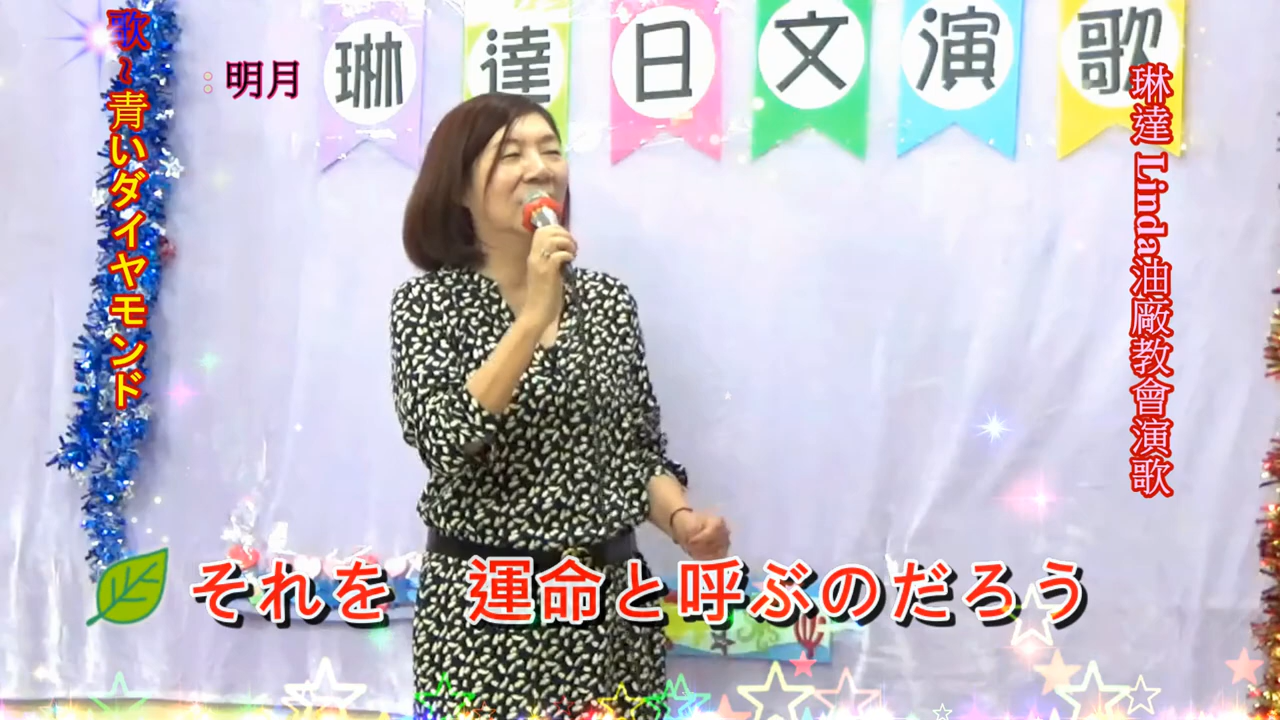 琳達日文演歌
歌~青いダイヤモンド
：明月
琳達Linda油廠教會演歌
それを 運命と呼ぶのだろう